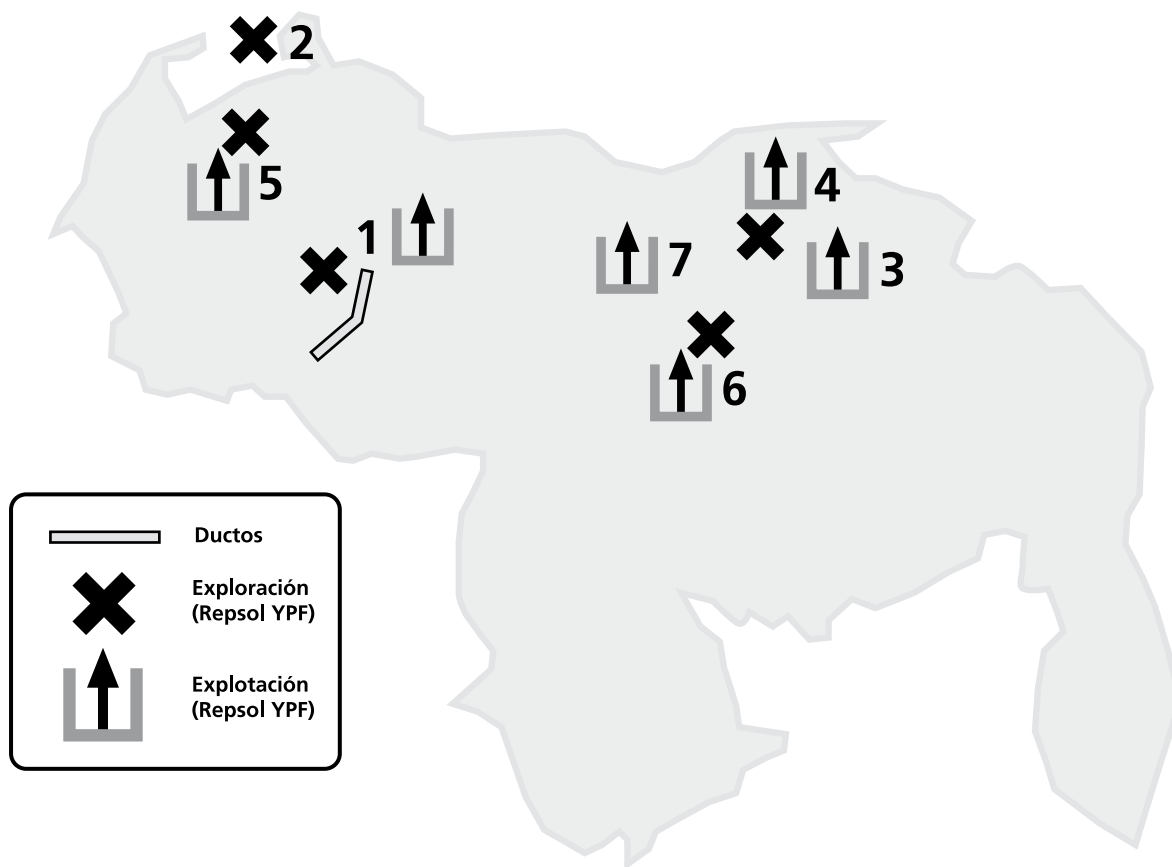 2
5
1
4
7
3
6
Ductos
Exploración
(Repsol YPF)
Explotación
(Repsol YPF)